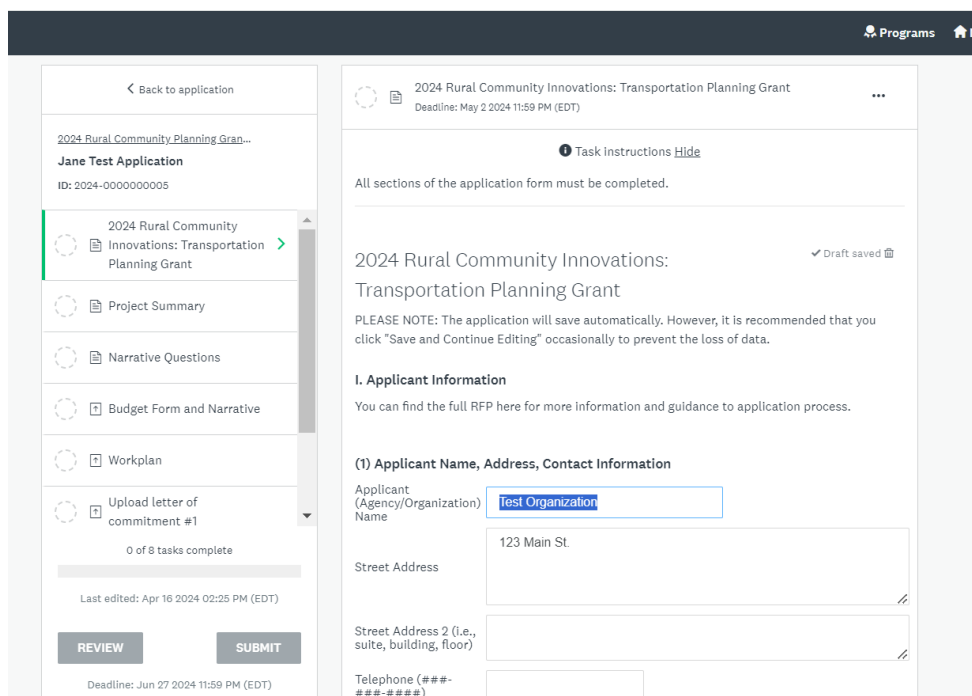 Programs
Back to application
2024 Rural Community Planning Gran...
Jane Test Application
ID: 2024-0000000005
2024 Rural Community
Innovations: Transportation
Planning Grant
Project Summary
Narrative Questions
Budget Form and Narrative
Workplan
Upload letter of
commitment #1
0 of 8 tasks complete
Last edited: Apr 16 2024 02:25 PM (EDT)
REVIEW SUBMIT
Deadline: Jun 27 2024 11:59 PM (EDT)
2024 Rural Community Innovations: Transportation Planning Grant
Deadline: May 2 2024 11:59 PM (EDT)
...
Task instructions Hide
All sections of the application form must be completed.
2024 Rural Community Innovations:
Transportation Planning Grant
Draft saved
PLEASE NOTE: The application will save automatically. However, it is recommended that you
click "Save and Continue Editing" occasionally to prevent the loss of data.
I. Applicant Information
You can find the full RFP here for more information and guidance to application process.
(1) Applicant Name, Address, Contact Information
Applicant
(Agency/Organization)
Name
Test Organization
Street Address
123 Main St.
Street Address 2 (i.e.,
suite, building, floor)
Telephone (###-
###-####)